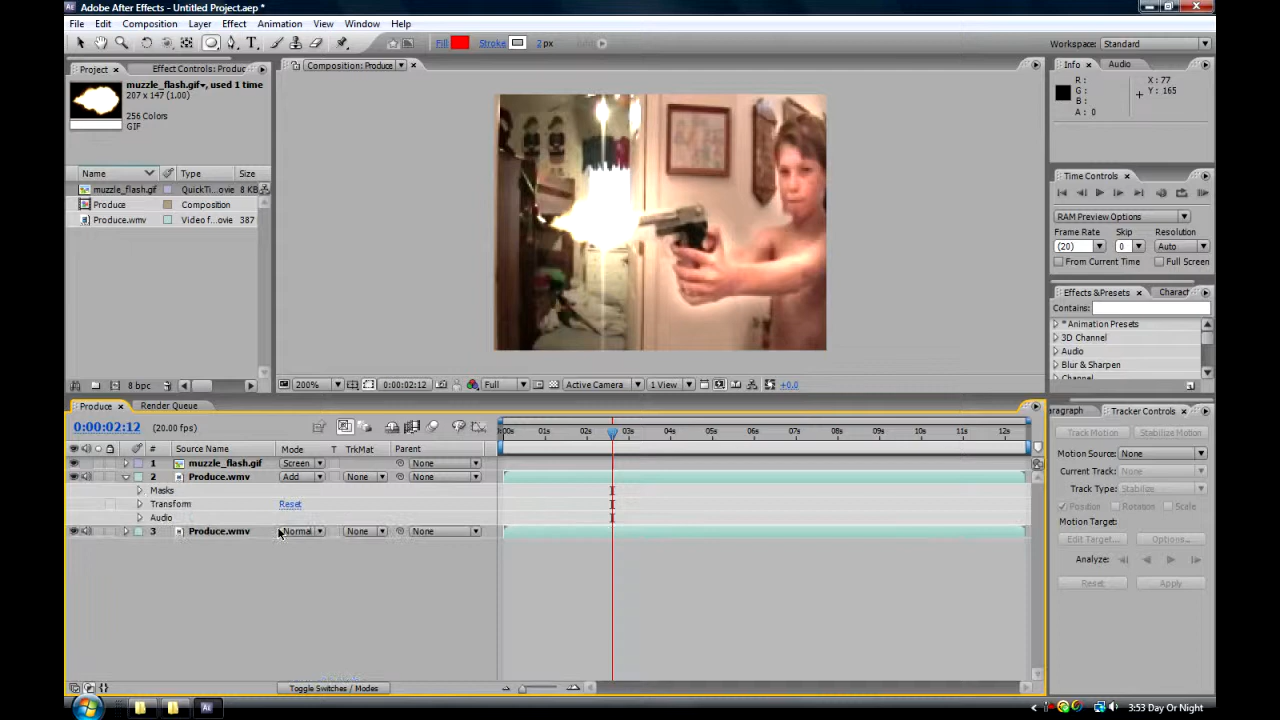 Adobe After Effects - Untitled Project.aep *
File Edit Composition Layer Effect Animation View Window Help
Fill Stroke 2 px
Workspace: Standard
Project Effect Controls: Produc
muzzle_flash.gif, used 1 time
207 x 147 (1.00)
256 Colors
GIF
Name Type Size
muzzle_flash.gif QuickTi...ovie 8 KB
Produce Composition
Produce.wmv Video f...ovie 387
8 bpc
Composition: Produce
200% 0:00:02:12 Full Active Camera 1 View +0.0
Info Audio
R : X : 77
G : Y : 165
B :
A : 0
Time Controls
RAM Preview Options
Frame Rate Skip Resolution
(20) 0 Auto
From Current Time Full Screen
Effects & Presets Charact
Contains:
* Animation Presets
3D Channel
Audio
Blur & Sharpen
Channel
Produce Render Queue
0:00:02:12 (20.00 fps)
:00s 01s 02s 03s 04s 05s 06s 07s 08s 09s 10s 11s 12s
# Source Name Mode T TrkMat Parent
1 muzzle_flash.gif Screen None
2 Produce.wmv Add None None
Masks
Transform Reset
Audio
3 Produce.wmv Normal None None
Toggle Switches / Modes
aragraph Tracker Controls
Track Motion Stabilize Motion
Motion Source: None
Current Track: None
Track Type: Stabilize
Position Rotation Scale
Motion Target:
Edit Target... Options...
Analyze:
Reset Apply
3:53 Day Or Night